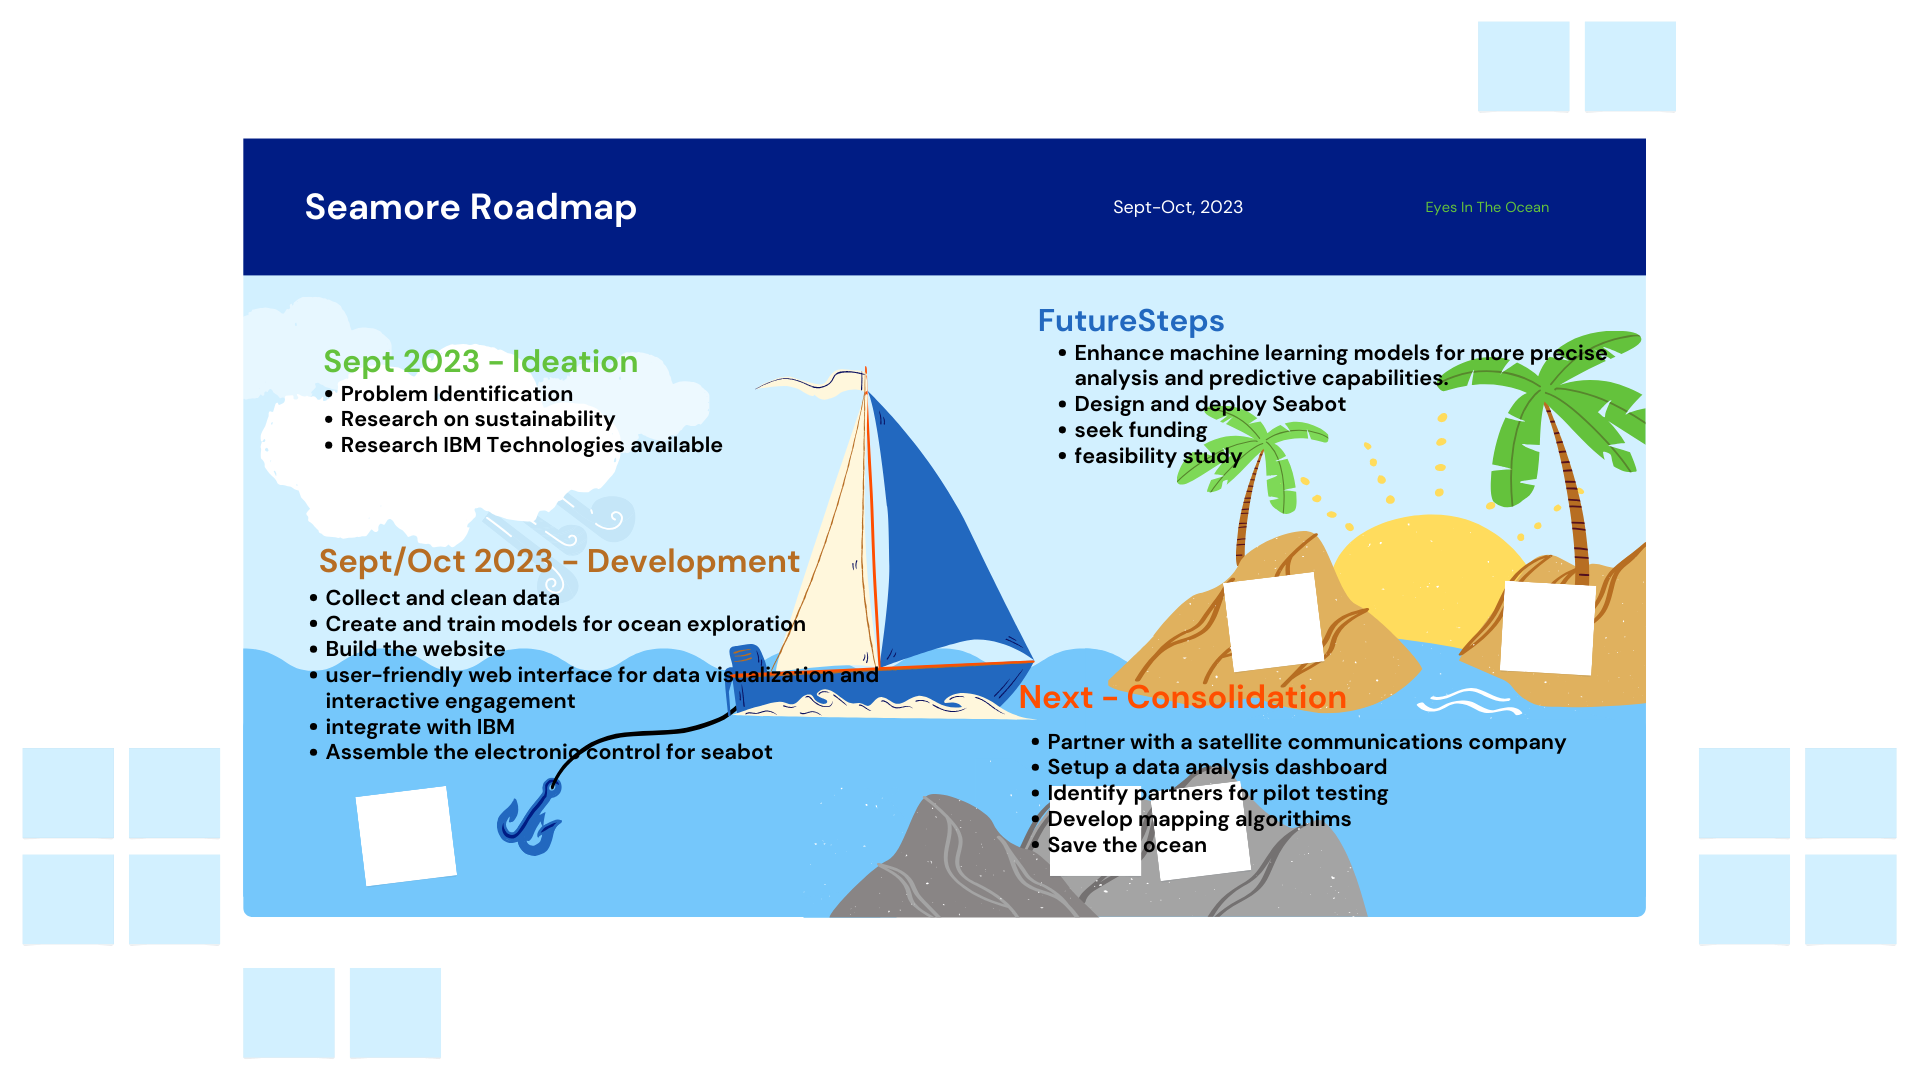 Seamore Roadmap
Sept-Oct, 2023
Eyes In The Ocean
Sept 2023 - Ideation
• Problem Identification
• Research on sustainability
• Research IBM Technologies available
Sept/Oct 2023 - Development
• Collect and clean data
• Create and train models for ocean exploration
• Build the website
• user-friendly web interface for data visualization and
interactive engagement
• integrate with IBM
• Assemble the electronic control for seabot
FutureSteps
• Enhance machine learning models for more precise
analysis and predictive capabilities.
• Design and deploy Seabot
• seek funding
• feasibility study
Next - Consolidation
• Partner with a satellite communications company
• Setup a data analysis dashboard
• Identify partners for pilot testing
• Develop mapping algorithims
• Save the ocean